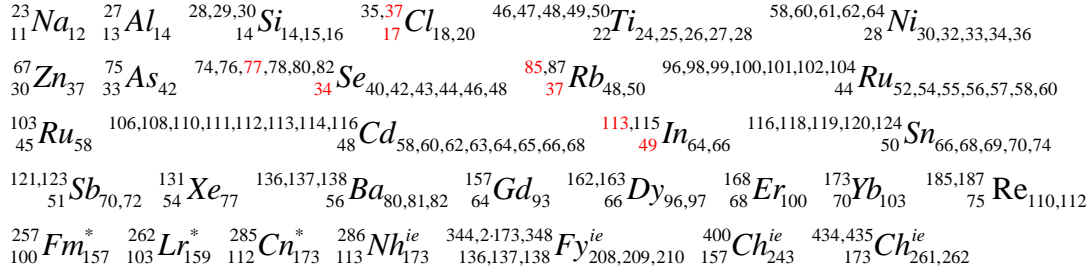 ²³₁₁Na₁₂ ²⁷₁₃Al₁₄ ²⁸,²⁹,³⁰₁₄Si₁₄,₁₅,₁₆ ³⁵,³⁷₁₇Cl₁₈,₂₀ ⁴⁶,⁴⁷,⁴⁸,⁴⁹,⁵⁰₂₂Ti₂₄,₂₅,₂₆,₂₇,₂₈ ⁵⁸,⁶⁰,⁶¹,⁶²,⁶⁴₂₈Ni₃₀,₃₂,₃₃,₃₄,₃₆
⁶⁷₃₀Zn₃₇ ⁷⁵₃₃As₄₂ ⁷⁴,⁷⁶,⁷⁷,⁷⁸,⁸⁰,⁸²₃₄Se₄₀,₄₂,₄₃,₄₄,₄₆,₄₈ ⁸⁵,⁸⁷₃₇Rb₄₈,₅₀ ⁹⁶,⁹⁸,⁹⁹,¹⁰⁰,¹⁰¹,¹⁰²,¹⁰⁴₄₄Ru₅₂,₅₄,₅₅,₅₆,₅₇,₅₈,₆₀
¹⁰³₄₅Ru₅₈ ¹⁰⁶,¹⁰⁸,¹¹⁰,¹¹¹,¹¹²,¹¹³,¹¹⁴,¹¹⁶₄₈Cd₅₈,₆₀,₆₂,₆₃,₆₄,₆₅,₆₆,₆₈ ¹¹³,¹¹⁵₄₉In₆₄,₆₆ ¹¹⁶,¹¹⁸,¹¹⁹,¹²⁰,¹²⁴₅₀Sn₆₆,₆₈,₆₉,₇₀,₇₄
¹²¹,¹²³₅₁Sb₇₀,₇₂ ¹³¹₅₄Xe₇₇ ¹³⁶,¹³⁷,¹³⁸₅₆Ba₈₀,₈₁,₈₂ ¹⁵⁷₆₄Gd₉₃ ¹⁶²,¹⁶³₆₆Dy₉₆,₉₇ ¹⁶⁸₆₈Er₁₀₀ ¹⁷³₇₀Yb₁₀₃ ¹⁸⁵,¹⁸⁷₇₅Re₁₁₀,₁₁₂
²⁵⁷₁₀₀Fm*₁₅₇ ²⁶²₁₀₃Lr*₁₅₉ ²⁸⁵₁₁₂Cn*₁₇₃ ²⁸⁶₁₁₃Nhⁱᵉ₁₇₃ ³⁴⁴,²·¹⁷³,³⁴⁸₁₃₆,₁₃₇,₁₃₈Fyⁱᵉ₂₀₈,₂₀₉,₂₁₀ ⁴⁰⁰₁₅₇Chⁱᵉ₂₄₃ ⁴³⁴,⁴³⁵₁₇₃Chⁱᵉ₂₆₁,₂₆₂